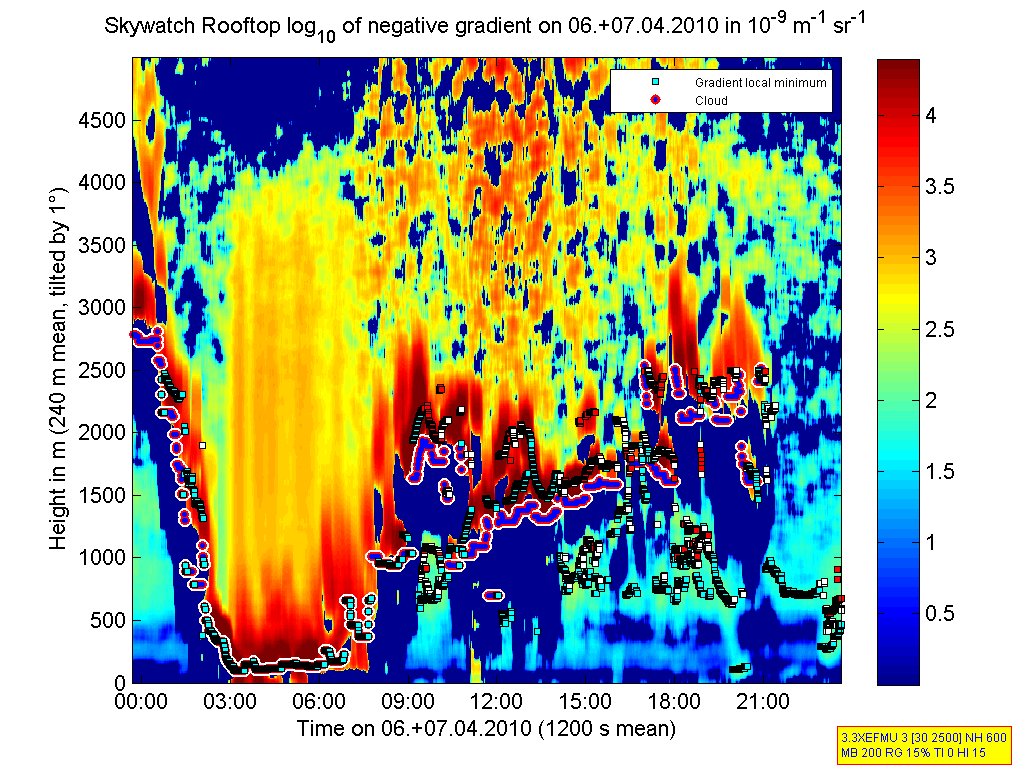 Skywatch Rooftop log10 of negative gradient on 06.+07.04.2010 in 10^-9 m^-1 sr^-1
Gradient local minimum
Cloud
4500
4000
3500
3000
2500
2000
1500
1000
500
0
Height in m (240 m mean, tilted by 1°)
00:00 03:00 06:00 09:00 12:00 15:00 18:00 21:00
Time on 06.+07.04.2010 (1200 s mean)
4
3.5
3
2.5
2
1.5
1
0.5
3.3XEFMU 3 [30 2500] NH 600
MB 200 RG 15% TI 0 HI 15